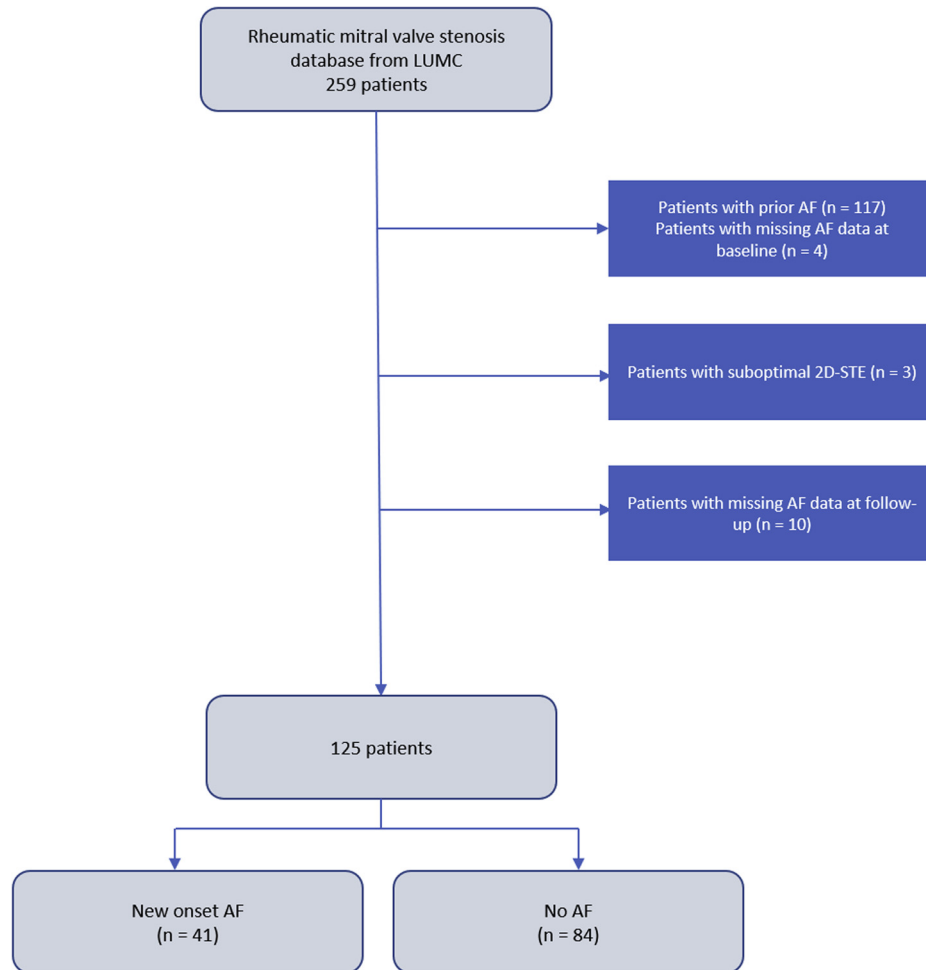 Rheumatic mitral valve stenosis
database from LUMC
259 patients
Patients with prior AF (n = 117)
Patients with missing AF data at
baseline (n = 4)
Patients with suboptimal 2D-STE (n = 3)
Patients with missing AF data at follow-
up (n = 10)
125 patients
New onset AF
(n = 41)
No AF
(n = 84)